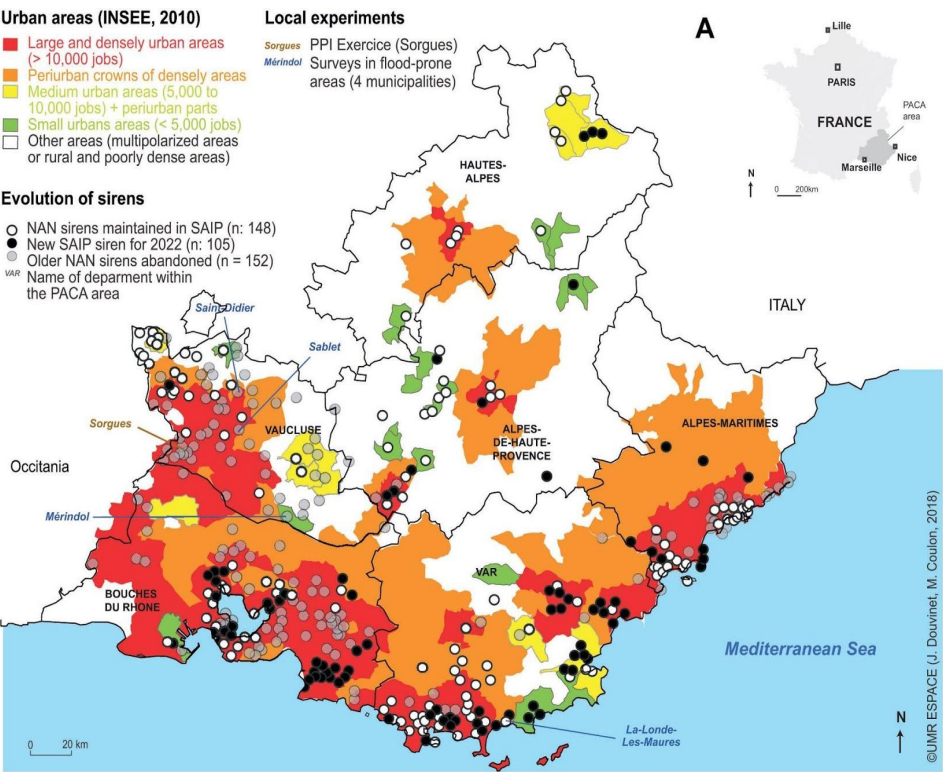 Urban areas (INSEE, 2010)
Large and densely urban areas
(> 10,000 jobs)
Periurban crowns of densely areas
Medium urban areas (5,000 to
10,000 jobs) + periurban parts
Small urbans areas (< 5,000 jobs)
Other areas (multipolarized areas
or rural and poorly dense areas)
Evolution of sirens
NAN sirens maintained in SAIP (n: 148)
New SAIP siren for 2022 (n: 105)
Older NAN sirens abandoned (n = 152)
VAR Name of deparment within
the PACA area
Local experiments
Sorgues PPI Exercice (Sorgues)
Mérindol Surveys in flood-prone
areas (4 municipalities)
A
Lille
PARIS
FRANCE
PACA
area
Nice
Marseille
N
0 200km
HAUTES-
ALPES
ITALY
Saint-Didier
Sablet
Sorgues
VAUCLUSE
Occitania
Mérindol
ALPES-
DE-HAUTE-
PROVENCE
ALPES-MARITIMES
VAR
BOUCHES
DU RHONE
Mediterranean Sea
La-Londe-
Les-Maures
N
0 20 km
©UMR ESPACE (J. Douvinet, M. Coulon, 2018)